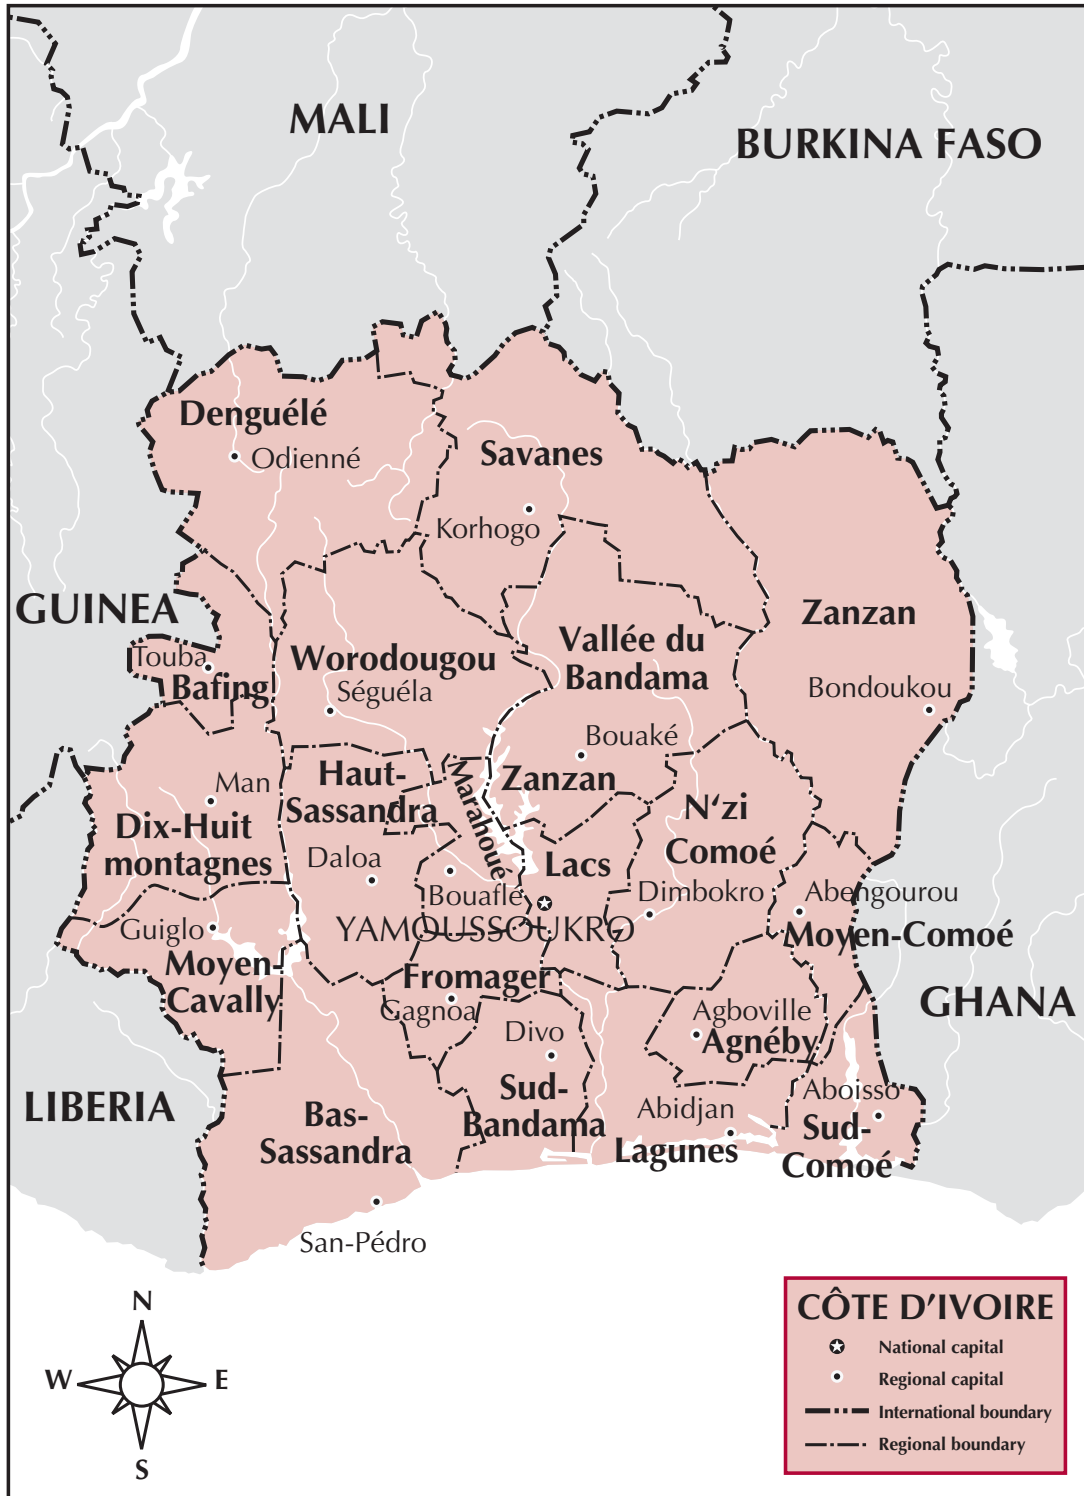 MALI
BURKINA FASO
Denguélé
Odienné
Savanes
Korhogo
GUINEA
Zanzan
Touba
Bafing
Worodougou
Séguéla
Vallée du
Bandama
Bondoukou
Bouaké
Man
Haut-
Sassandra
Marahoué
Zanzan
N‘zi
Comoé
Dix-Huit
montagnes
Daloa
Lacs
Bouaflé
Dimbokro
Abengourou
Guiglo
YAMOUSSOUKRO
Moyen-Comoé
Moyen-
Cavally
Fromager
Gagnoa
GHANA
Divo
Agboville
Agnéby
LIBERIA
Bas-
Sassandra
Sud-
Bandama
Abidjan
Lagunes
Aboisso
Sud-
Comoé
San-Pédro
N
W
E
S
CÔTE D’IVOIRE
National capital
Regional capital
International boundary
Regional boundary